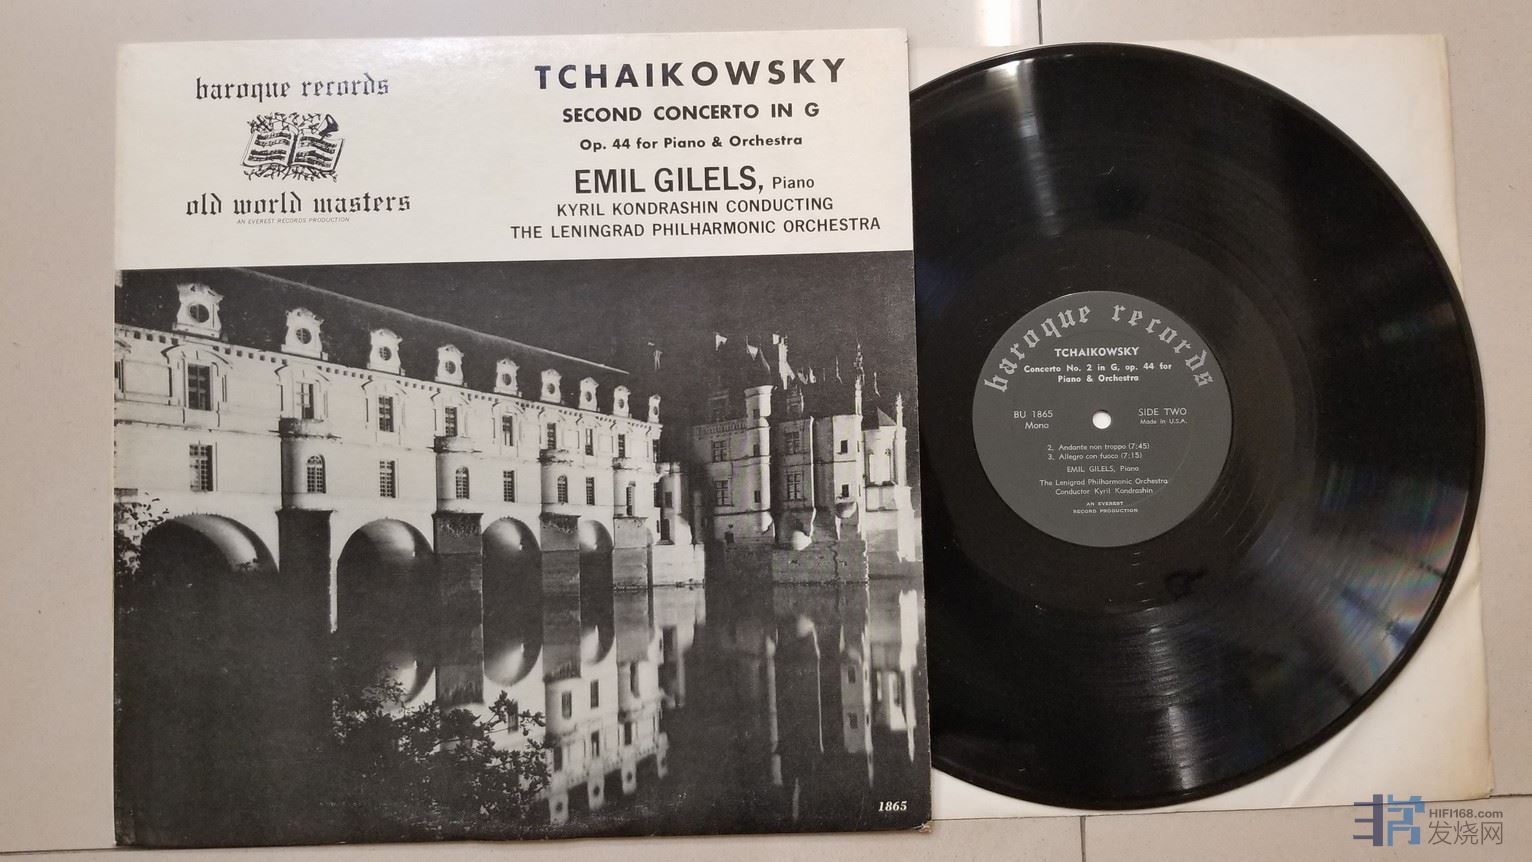 baroque records
old world masters
AN EVEREST RECORDS PRODUCTION
TCHAIKOWSKY
SECOND CONCERTO IN G
Op. 44 for Piano & Orchestra
EMIL GILELS, Piano
KYRIL KONDRASHIN CONDUCTING
THE LENINGRAD PHILHARMONIC ORCHESTRA
1865
baroque records
TCHAIKOWSKY
Concerto No. 2 in G, op. 44 for
Piano & Orchestra
BU 1865
Mono
SIDE TWO
Made in U.S.A.
2. Andante non troppo (7:45)
3. Allegro con fuoco (7:15)
EMIL GILELS, Piano
The Lenigrad Philharmonic Orchestra
Conductor Kyril Kondrashin
AN EVEREST
RECORD PRODUCTION
HIFI168.com
发烧网